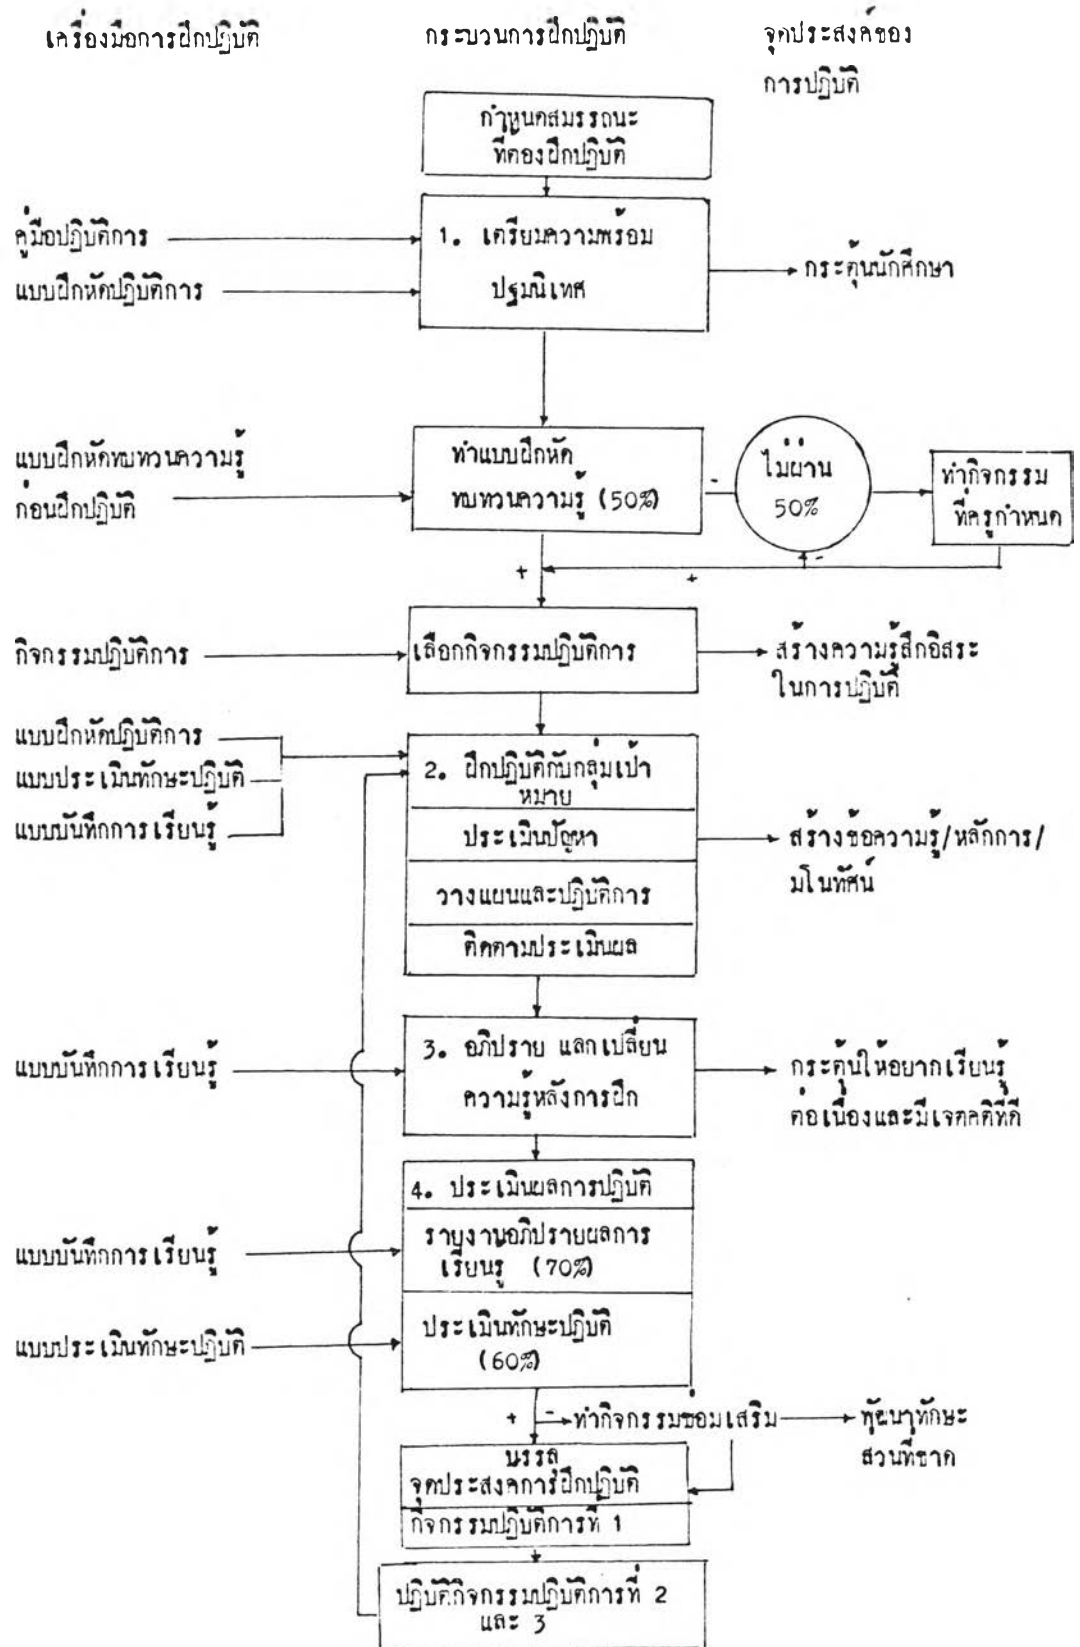 เครื่องมือการฝึกปฏิบัติ
กระบวนการฝึกปฏิบัติ
จุดประสงค์ของ
การปฏิบัติ
กำหนดสมรรถนะ
ที่ต้องฝึกปฏิบัติ
คู่มือปฏิบัติการ
แบบฝึกหัดปฏิบัติการ
1. เตรียมความพร้อม
ปฐมนิเทศ
กระตุ้นนักศึกษา
แบบฝึกหัดทบทวนความรู้
ก่อนฝึกปฏิบัติ
ทำแบบฝึกหัด
ทบทวนความรู้ (50%)
-
ไม่ผ่าน
50%
ทำกิจกรรม
ที่ครูกำหนด
+
+
-
กิจกรรมปฏิบัติการ
เลือกกิจกรรมปฏิบัติการ
สร้างความรู้สึกอิสระ
ในการปฏิบัติ
แบบฝึกหัดปฏิบัติการ
แบบประเมินทักษะปฏิบัติ
แบบบันทึกการเรียนรู้
2. ฝึกปฏิบัติกับกลุ่มเป้า
หมาย
ประเมินปัญหา
วางแผนและปฏิบัติการ
ติดตามประเมินผล
สร้างข้อความรู้/หลักการ/
มโนทัศน์
แบบบันทึกการเรียนรู้
3. อภิปราย แลกเปลี่ยน
ความรู้หลังการฝึก
กระตุ้นให้อยากเรียนรู้
ต่อเนื่องและมีเจตคติที่ดี
4. ประเมินผลการปฏิบัติ
แบบบันทึกการเรียนรู้
รายงานอภิปรายผลการ
เรียนรู้ (70%)
แบบประเมินทักษะปฏิบัติ
ประเมินทักษะปฏิบัติ
(60%)
+
-
ทำกิจกรรมซ่อมเสริม
พัฒนาทักษะ
ส่วนที่ขาด
บรรลุ
จุดประสงค์การฝึกปฏิบัติ
กิจกรรมปฏิบัติการที่ 1
ปฏิบัติกิจกรรมปฏิบัติการที่ 2
และ 3